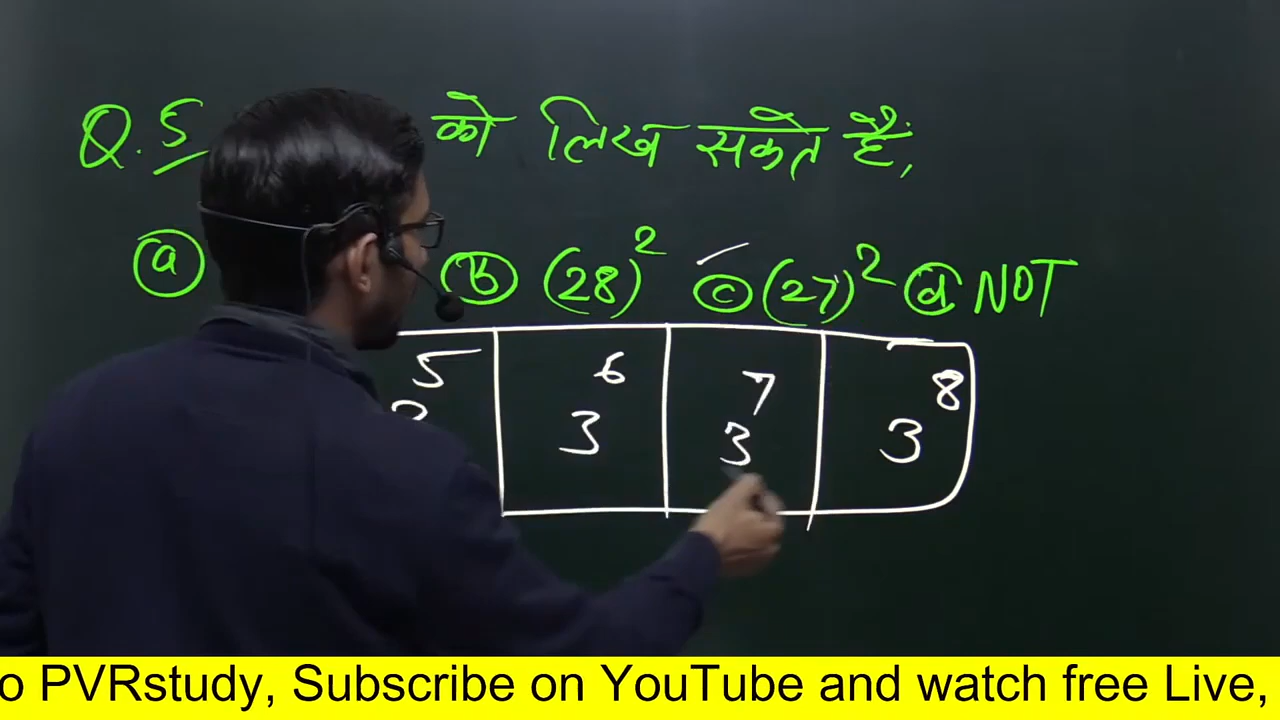 Q.5 को लिख सकते हैं,
(a) (b) (28)² (c) (27)² (d) NOT
5 3⁶ 3⁷ 3⁸
o PVRstudy, Subscribe on YouTube and watch free Live,